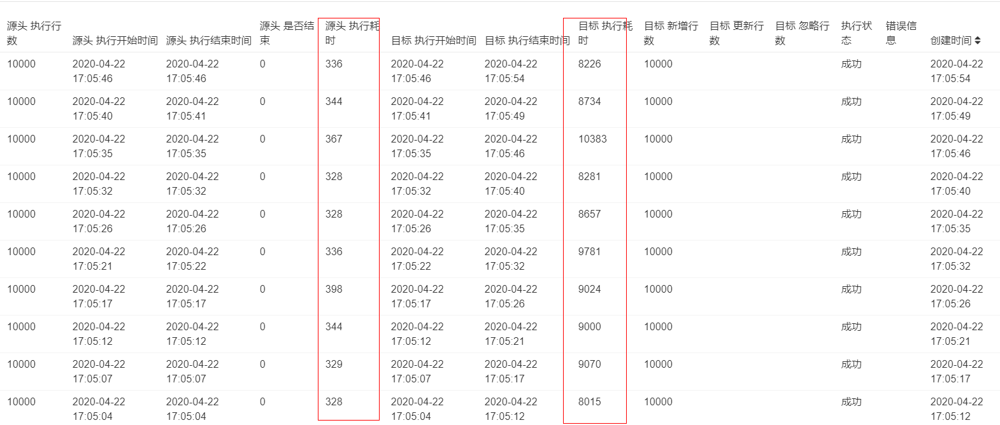 源头 执行行数 源头 执行开始时间 源头 执行结束时间 源头 是否结束 源头 执行耗时 目标 执行开始时间 目标 执行结束时间 目标 执行耗时 目标 新增行数 目标 更新行数 目标 忽略行数 执行状态 错误信息 创建时间
10000 2020-04-22 17:05:46 2020-04-22 17:05:46 0 336 2020-04-22 17:05:46 2020-04-22 17:05:54 8226 10000 成功 2020-04-22 17:05:54
10000 2020-04-22 17:05:40 2020-04-22 17:05:41 0 344 2020-04-22 17:05:41 2020-04-22 17:05:49 8734 10000 成功 2020-04-22 17:05:49
10000 2020-04-22 17:05:35 2020-04-22 17:05:35 0 367 2020-04-22 17:05:35 2020-04-22 17:05:46 10383 10000 成功 2020-04-22 17:05:46
10000 2020-04-22 17:05:32 2020-04-22 17:05:32 0 328 2020-04-22 17:05:32 2020-04-22 17:05:40 8281 10000 成功 2020-04-22 17:05:40
10000 2020-04-22 17:05:26 2020-04-22 17:05:26 0 328 2020-04-22 17:05:26 2020-04-22 17:05:35 8657 10000 成功 2020-04-22 17:05:35
10000 2020-04-22 17:05:21 2020-04-22 17:05:22 0 336 2020-04-22 17:05:22 2020-04-22 17:05:32 9781 10000 成功 2020-04-22 17:05:32
10000 2020-04-22 17:05:17 2020-04-22 17:05:17 0 398 2020-04-22 17:05:17 2020-04-22 17:05:26 9024 10000 成功 2020-04-22 17:05:26
10000 2020-04-22 17:05:12 2020-04-22 17:05:12 0 344 2020-04-22 17:05:12 2020-04-22 17:05:21 9000 10000 成功 2020-04-22 17:05:21
10000 2020-04-22 17:05:07 2020-04-22 17:05:07 0 329 2020-04-22 17:05:07 2020-04-22 17:05:17 9070 10000 成功 2020-04-22 17:05:17
10000 2020-04-22 17:05:04 2020-04-22 17:05:04 0 328 2020-04-22 17:05:04 2020-04-22 17:05:12 8015 10000 成功 2020-04-22 17:05:12